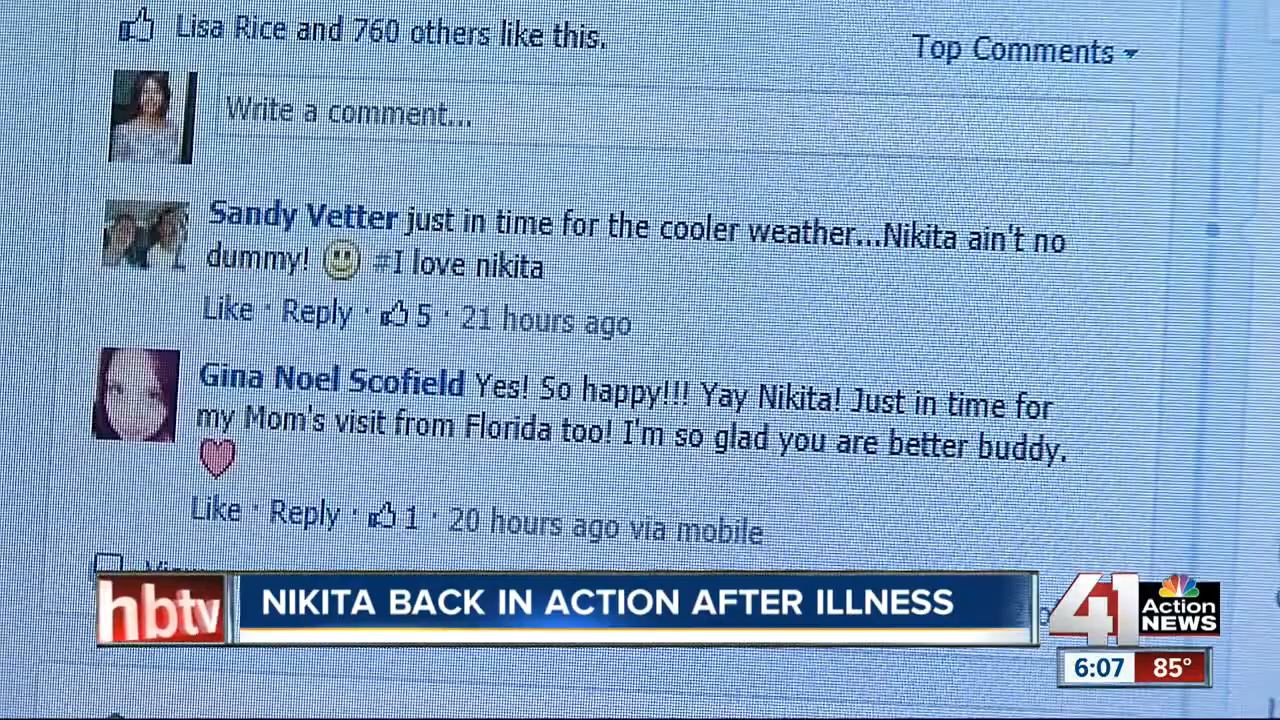 Lisa Rice and 760 others like this.
Top Comments
Write a comment...
Sandy Vetter just in time for the cooler weather...Nikita ain't no
dummy! #I love nikita
Like · Reply · 5 · 21 hours ago
Gina Noel Scofield Yes! So happy!!! Yay Nikita! Just in time for
my Mom's visit from Florida too! I'm so glad you are better buddy.
Like · Reply · 1 · 20 hours ago via mobile
hbtv
NIKITA BACK IN ACTION AFTER ILLNESS
41 Action
NEWS
6:07 85°